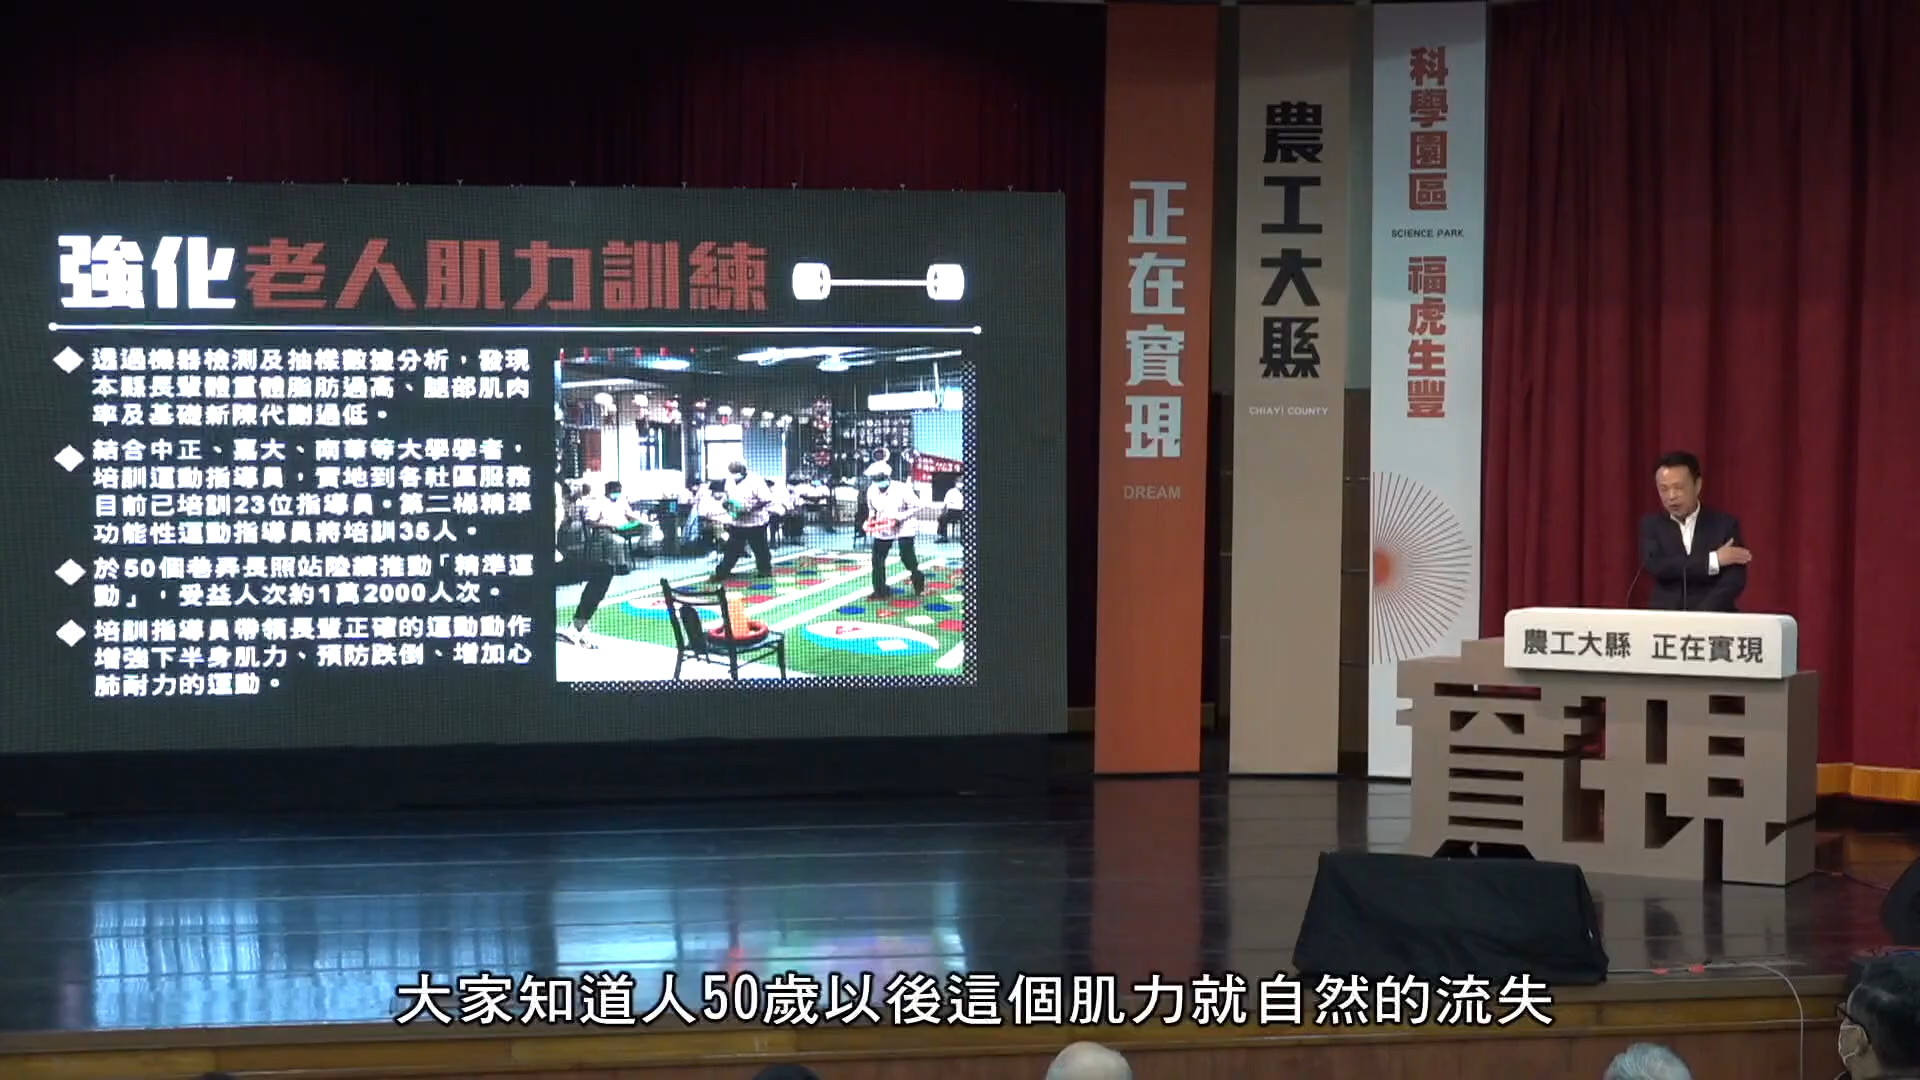 強化老人肌力訓練
透過機器檢測及抽樣數據分析，發現
本縣長輩體重體脂肪過高、腿部肌肉
率及基礎新陳代謝過低。
結合中正、嘉大、南華等大學學者，
培訓運動指導員，實地到各社區服務
目前已培訓23位指導員。第二梯精準
功能性運動指導員將培訓35人。
於50個巷弄長照站陸續推動「精準運
動」，受益人次約1萬2000人次。
培訓指導員帶領長輩正確的運動動作
增強下半身肌力、預防跌倒、增加心
肺耐力的運動。
正在實現
DREAM
農工大縣
CHIAYI COUNTY
科學園區
SCIENCE PARK
福虎生豐
農工大縣 正在實現
實現
大家知道人50歲以後這個肌力就自然的流失